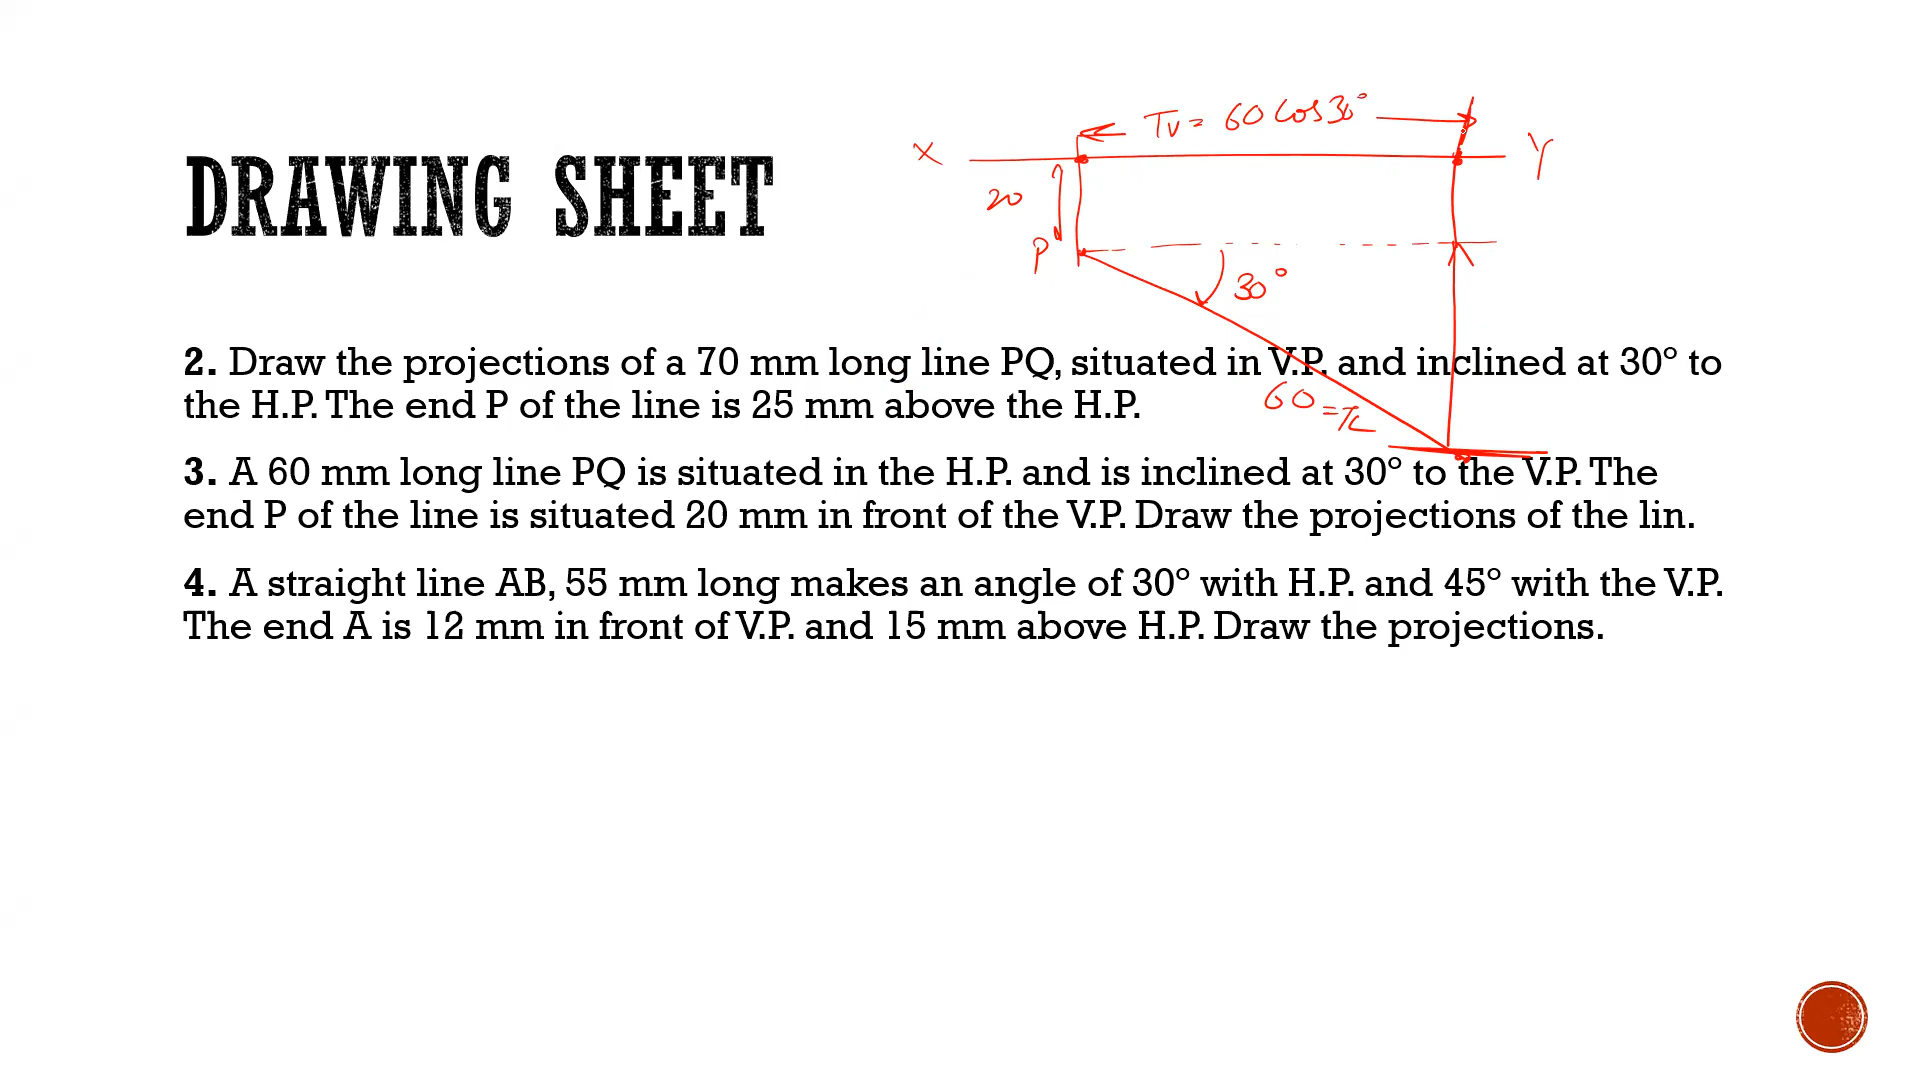 Tv = 60 Cos 30°
X
Y
DRAWING SHEET
20
P
30°
2. Draw the projections of a 70 mm long line PQ, situated in V.P. and inclined at 30° to
the H.P. The end P of the line is 25 mm above the H.P.
60 = TL
3. A 60 mm long line PQ is situated in the H.P. and is inclined at 30° to the V.P. The
end P of the line is situated 20 mm in front of the V.P. Draw the projections of the lin.
4. A straight line AB, 55 mm long makes an angle of 30° with H.P. and 45° with the V.P.
The end A is 12 mm in front of V.P. and 15 mm above H.P. Draw the projections.